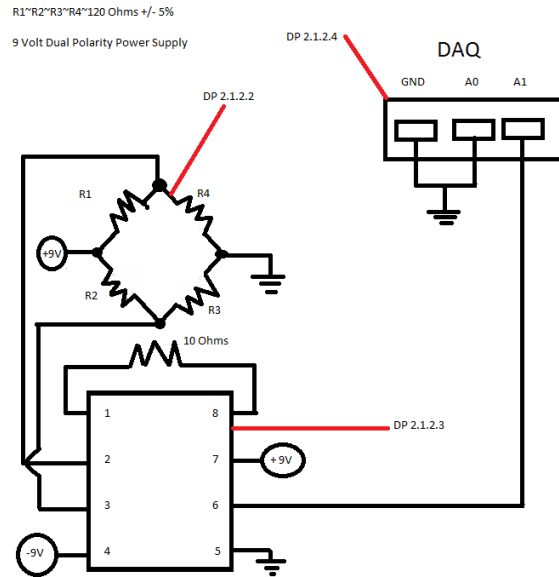 R1~R2~R3~R4~120 Ohms +/- 5%
9 Volt Dual Polarity Power Supply
DP 2.1.2.4
DAQ
GND A0 A1
DP 2.1.2.2
R1 R4
+9V
R2 R3
10 Ohms
1 8
DP 2.1.2.3
2 7 +9V
3 6
-9V 4 5